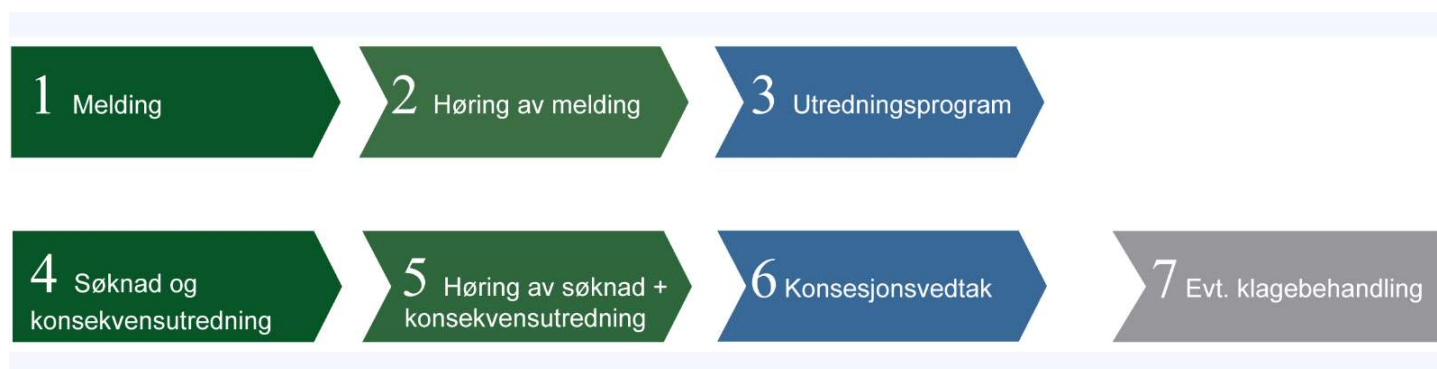 1 Melding
2 Høring av melding
3 Utredningsprogram
4 Søknad og
konsekvensutredning
5 Høring av søknad +
konsekvensutredning
6 Konsesjonsvedtak
7 Evt. klagebehandling